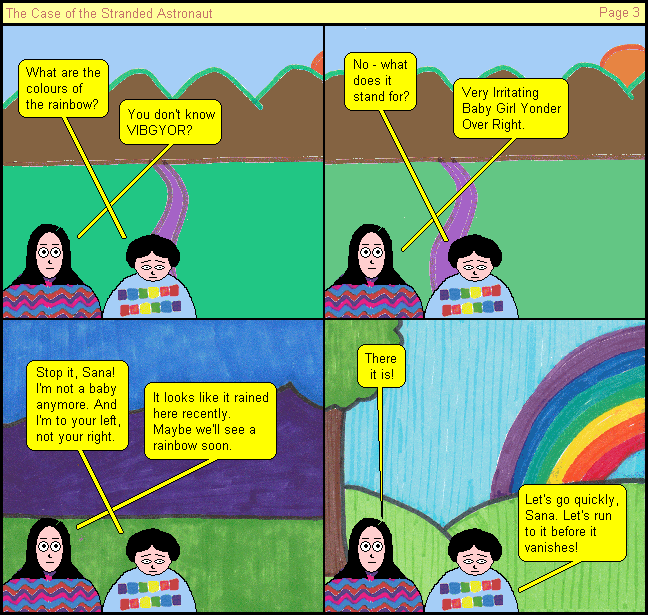 The Case of the Stranded Astronaut
Page 3
What are the
colours of
the rainbow?
You don't know
VIBGYOR?
No - what
does it
stand for?
Very Irritating
Baby Girl Yonder
Over Right.
Stop it, Sana!
I'm not a baby
anymore. And
I'm to your left,
not your right.
It looks like it rained
here recently.
Maybe we'll see a
rainbow soon.
There
it is!
Let's go quickly,
Sana. Let's run
to it before it
vanishes!